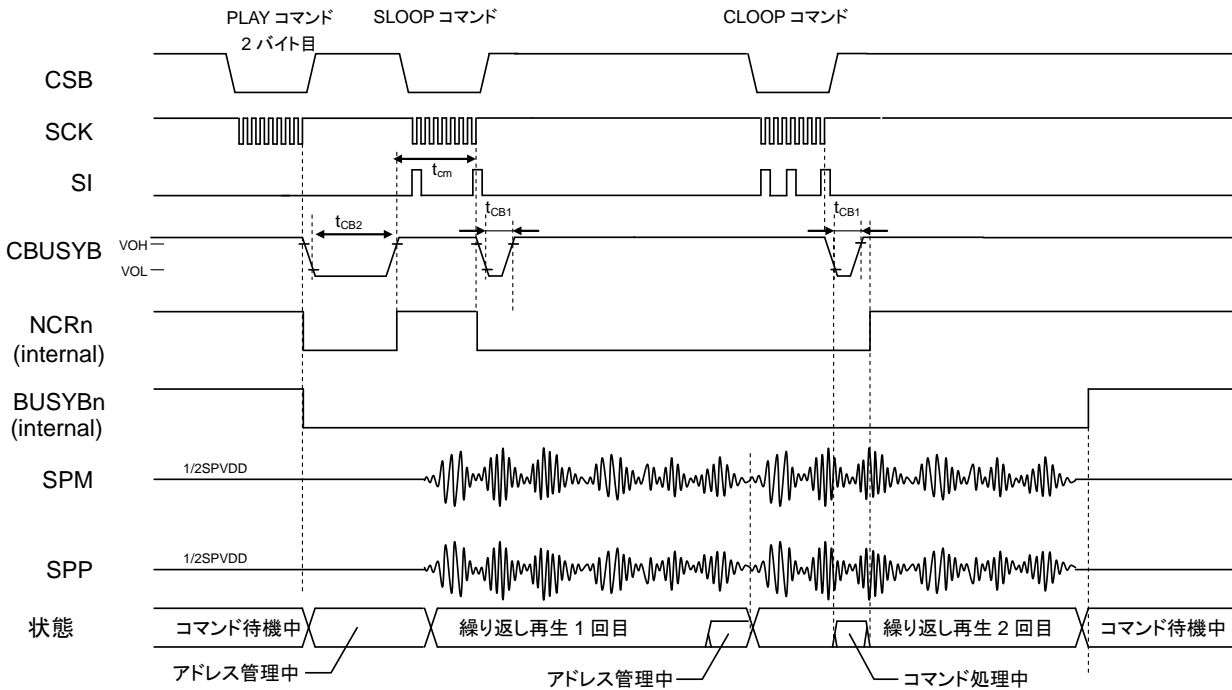 PLAY コマンド
2 バイト目
SLOOP コマンド
CLOOP コマンド
CSB
SCK
SI
tcm
CBUSYB
VOH
VOL
tCB2
tCB1
tCB1
NCRn
(internal)
BUSYBn
(internal)
SPM
1/2SPVDD
SPP
1/2SPVDD
状態
コマンド待機中
繰り返し再生 1 回目
繰り返し再生 2 回目
コマンド待機中
アドレス管理中
アドレス管理中
コマンド処理中